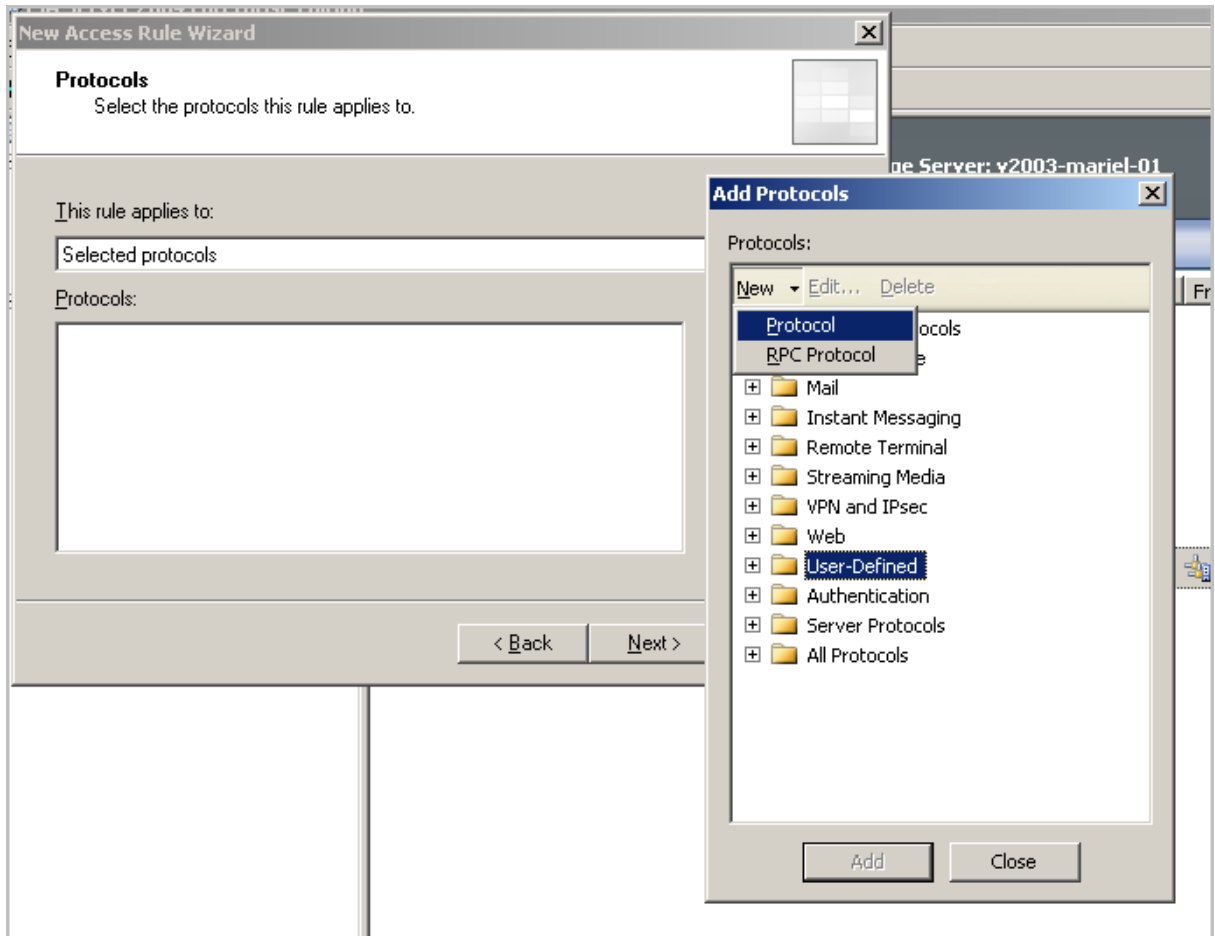 New Access Rule Wizard
Protocols
Select the protocols this rule applies to.
This rule applies to:
Selected protocols
Protocols:
< Back
Next >
ge Server: v2003-mariel-01
Fr
Add Protocols
Protocols:
New Edit... Delete
Protocol
ocols
RPC Protocol
Mail
Instant Messaging
Remote Terminal
Streaming Media
VPN and IPsec
Web
User-Defined
Authentication
Server Protocols
All Protocols
Add
Close